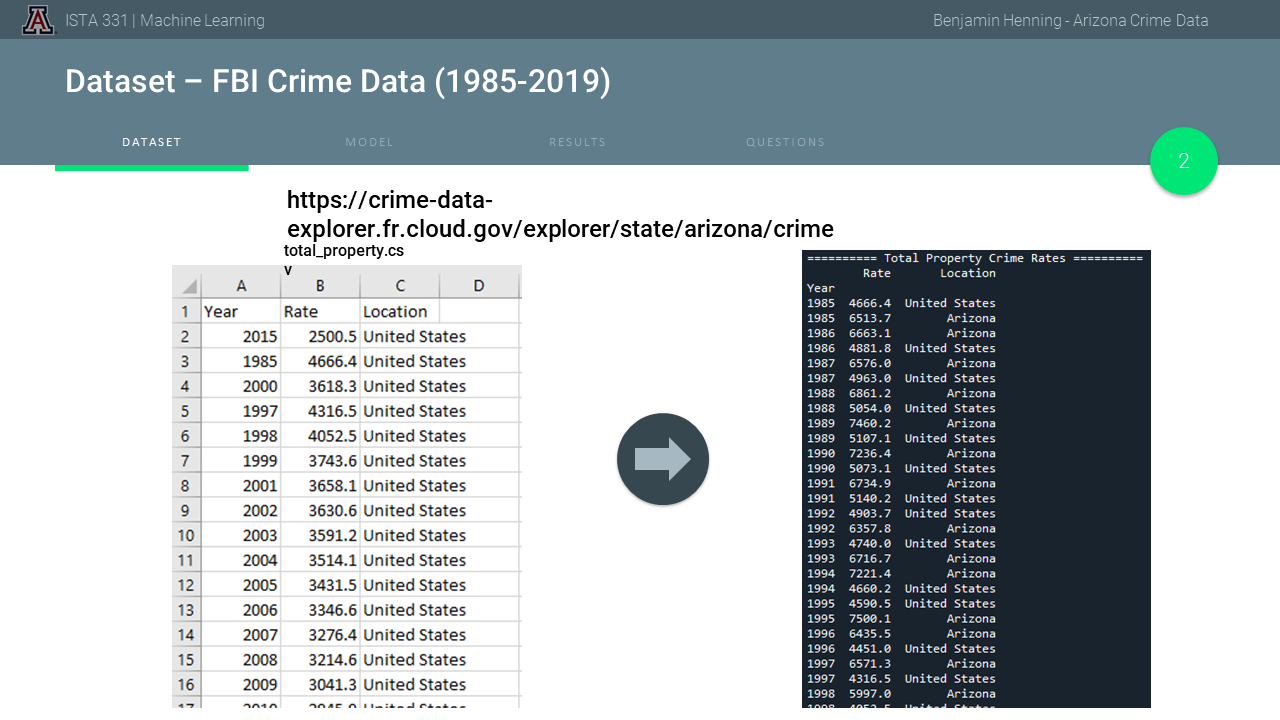 ISTA 331 | Machine Learning
Benjamin Henning - Arizona Crime Data
Dataset – FBI Crime Data (1985-2019)
DATASET
MODEL
RESULTS
QUESTIONS
2
https://crime-data-
explorer.fr.cloud.gov/explorer/state/arizona/crime
total_property.cs
v
A B C D
1 Year Rate Location
2 2015 2500.5 United States
3 1985 4666.4 United States
4 2000 3618.3 United States
5 1997 4316.5 United States
6 1998 4052.5 United States
7 1999 3743.6 United States
8 2001 3658.1 United States
9 2002 3630.6 United States
10 2003 3591.2 United States
11 2004 3514.1 United States
12 2005 3431.5 United States
13 2006 3346.6 United States
14 2007 3276.4 United States
15 2008 3214.6 United States
16 2009 3041.3 United States
========== Total Property Crime Rates ==========
Rate Location
Year
1985 4666.4 United States
1985 6513.7 Arizona
1986 6663.1 Arizona
1986 4881.8 United States
1987 6576.0 Arizona
1987 4963.0 United States
1988 6861.2 Arizona
1988 5054.0 United States
1989 7460.2 Arizona
1989 5107.1 United States
1990 7236.4 Arizona
1990 5073.1 United States
1991 6734.9 Arizona
1991 5140.2 United States
1992 4903.7 United States
1992 6357.8 Arizona
1993 4740.0 United States
1993 6716.7 Arizona
1994 7221.4 Arizona
1994 4660.2 United States
1995 4590.5 United States
1995 7500.1 Arizona
1996 6435.5 Arizona
1996 4451.0 United States
1997 6571.3 Arizona
1997 4316.5 United States
1998 5997.0 Arizona